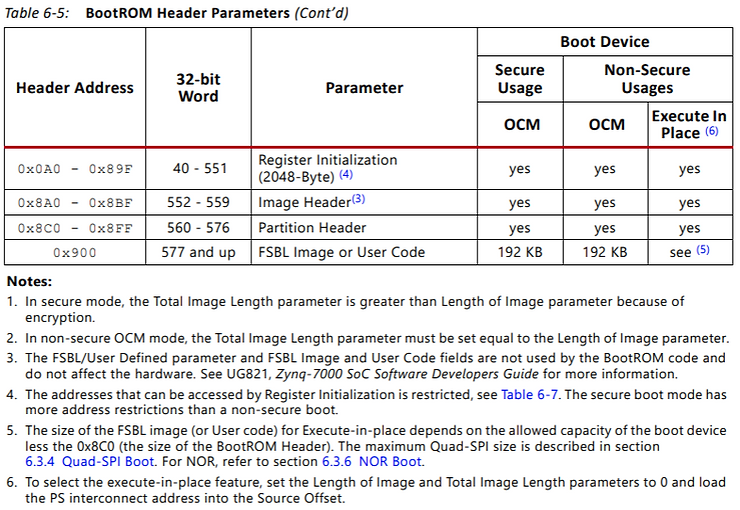 Table 6-5: BootROM Header Parameters (Cont'd)
Header Address
32-bit
Word
Parameter
Boot Device
Secure
Usage
Non-Secure
Usages
OCM
OCM
Execute In
Place (6)
0x0A0 - 0x89F
40 - 551
Register Initialization
(2048-Byte) (4)
yes
yes
yes
0x8A0 - 0x8BF
552 - 559
Image Header(3)
yes
yes
yes
0x8C0 - 0x8FF
560 - 576
Partition Header
yes
yes
yes
0x900
577 and up
FSBL Image or User Code
192 KB
192 KB
see (5)
Notes:
1. In secure mode, the Total Image Length parameter is greater than Length of Image parameter because of
encryption.
2. In non-secure OCM mode, the Total Image Length parameter must be set equal to the Length of Image parameter.
3. The FSBL/User Defined parameter and FSBL Image and User Code fields are not used by the BootROM code and
do not affect the hardware. See UG821, Zynq-7000 SoC Software Developers Guide for more information.
4. The addresses that can be accessed by Register Initialization is restricted, see Table 6-7. The secure boot mode has
more address restrictions than a non-secure boot.
5. The size of the FSBL image (or User code) for Execute-in-place depends on the allowed capacity of the boot device
less the 0x8C0 (the size of the BootROM Header). The maximum Quad-SPI size is described in section
6.3.4 Quad-SPI Boot. For NOR, refer to section 6.3.6 NOR Boot.
6. To select the execute-in-place feature, set the Length of Image and Total Image Length parameters to 0 and load
the PS interconnect address into the Source Offset.